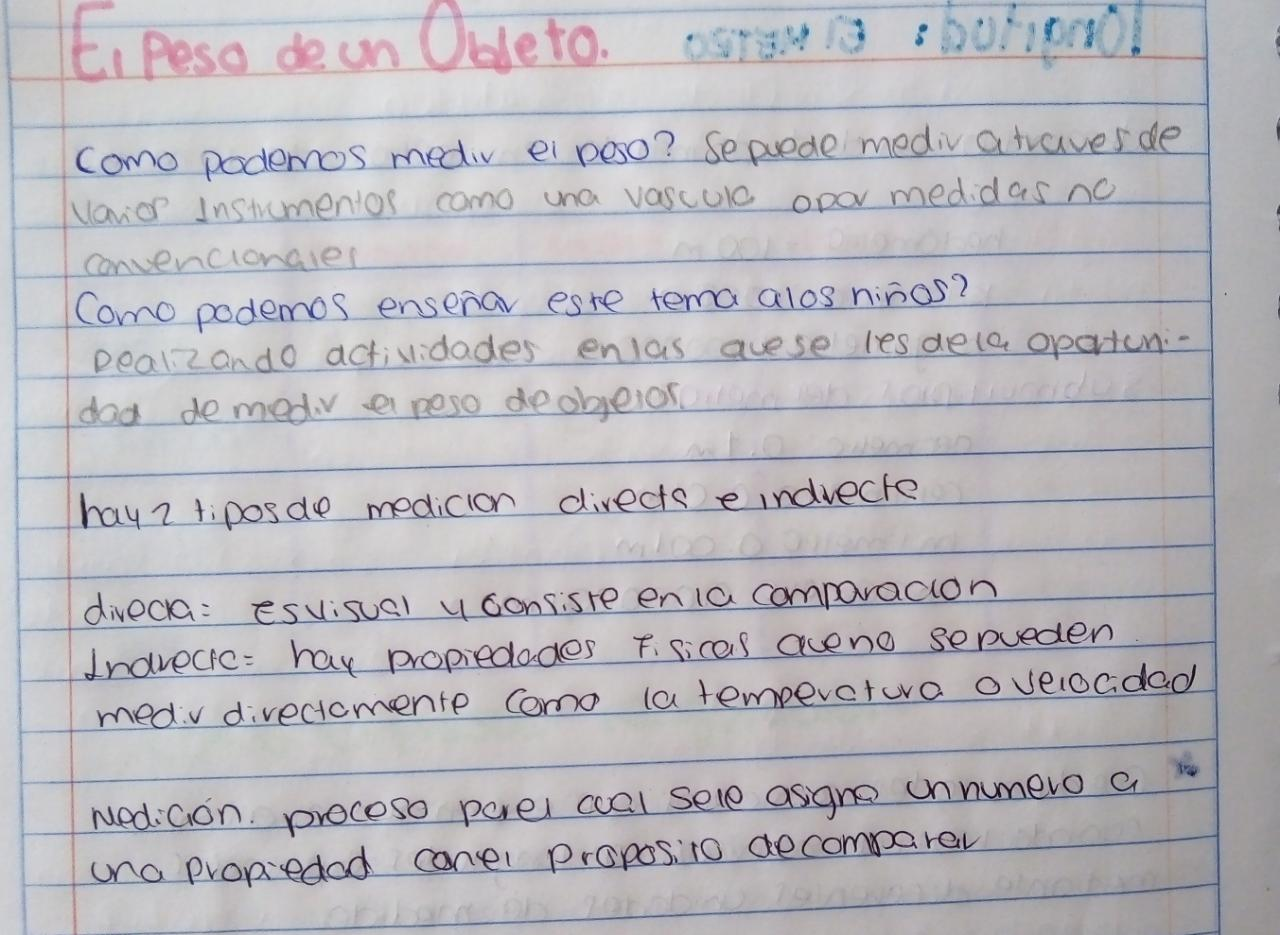 El Peso de un Objeto.
Como podemos medir el peso? Se puede medir a traves de
varios Instrumentos como una vascula o por medidas no
convencionales
Como podemos enseñar este tema a los niños?
Realizando actividades en las que se les de la oportuni-
dad de medir el peso de objetos
hay 2 tipos de medicion directa e indirecte
directa: es visual y consiste en la comparacion
Indirecta= hay propiedades fisicas que no se pueden
medir directamente como la temperatura o velocidad
Medición. proceso por el cual se le asigna un numero a
una propiedad con el proposito de comparar